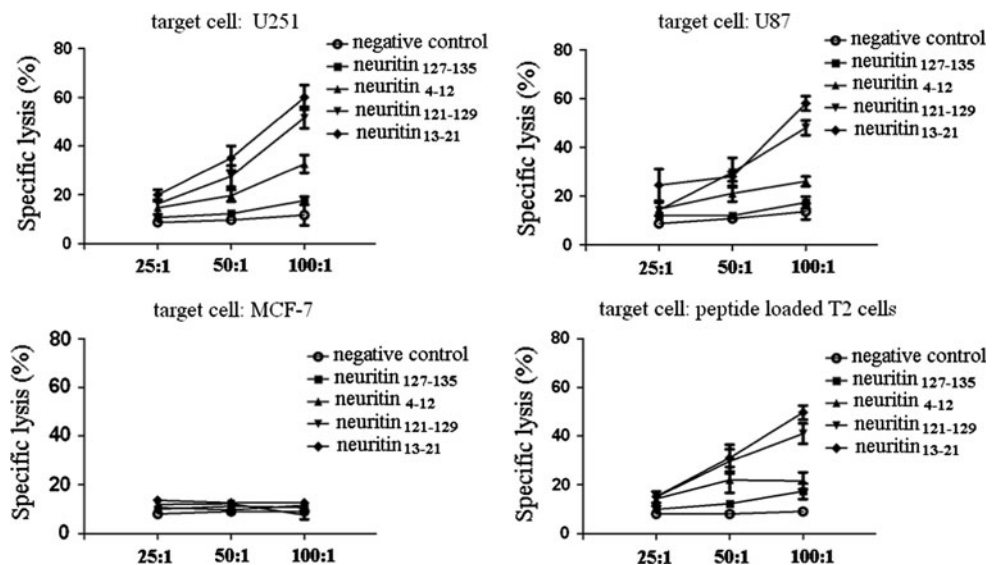 target cell: U251
Specific lysis (%)
80
60
40
20
0
25:1 50:1 100:1
negative control
neuritin 127-135
neuritin 4-12
neuritin 121-129
neuritin 13-21
target cell: U87
Specific lysis (%)
80
60
40
20
0
25:1 50:1 100:1
negative control
neuritin 127-135
neuritin 4-12
neuritin 121-129
neuritin 13-21
target cell: MCF-7
Specific lysis (%)
80
60
40
20
0
25:1 50:1 100:1
negative control
neuritin 127-135
neuritin 4-12
neuritin 121-129
neuritin 13-21
target cell: peptide loaded T2 cells
Specific lysis (%)
80
60
40
20
0
25:1 50:1 100:1
negative control
neuritin 127-135
neuritin 4-12
neuritin 121-129
neuritin 13-21